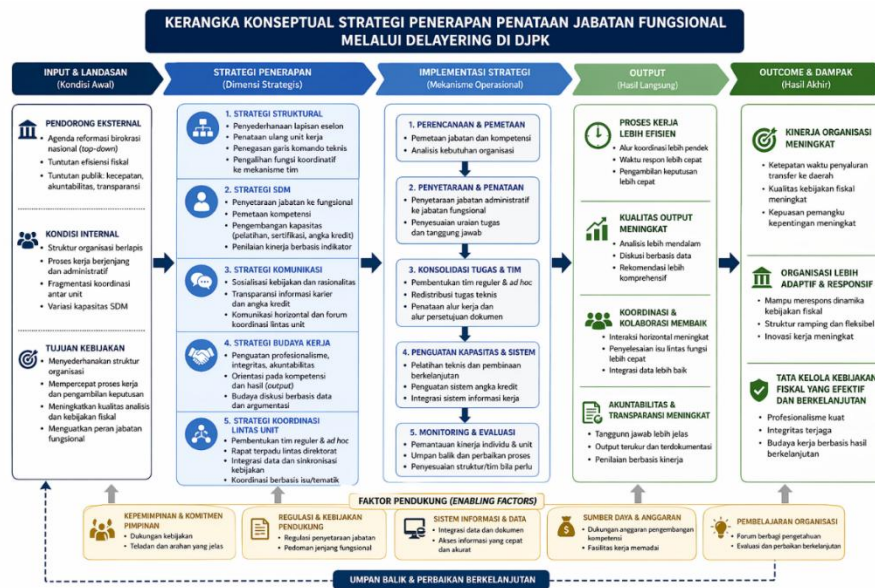 KERANGKA KONSEPTUAL STRATEGI PENERAPAN PENATAAN JABATAN FUNGSIONAL
MELALUI DELAYERING DI DJPK
INPUT & LANDASAN
(Kondisi Awal)
PENDORONG EKSTERNAL
• Agenda reformasi birokrasi
nasional (top-down)
• Tuntutan efisiensi fiskal
• Tuntutan publik: kecepatan,
akuntabilitas, transparansi
KONDISI INTERNAL
• Struktur organisasi berlapis
• Proses kerja berjenjang
dan administratif
• Fragmentasi koordinasi
antar unit
• Variasi kapasitas SDM
TUJUAN KEBIJAKAN
• Menyederhanakan struktur
organisasi
• Mempercepat proses kerja
dan pengambilan keputusan
• Meningkatkan kualitas analisis
dan kebijakan fiskal
• Menguatkan peran jabatan
fungsional
STRATEGI PENERAPAN
(Dimensi Strategis)
1. STRATEGI STRUKTURAL
• Penyederhanaan lapisan eselon
• Penataan ulang unit kerja
• Penegasan garis komando teknis
• Pengalihan fungsi koordinatif
ke mekanisme tim
2. STRATEGI SDM
• Penyetaraan jabatan ke fungsional
• Pemetaan kompetensi
• Pengembangan kapasitas
(pelatihan, sertifikasi, angka kredit)
• Penilaian kinerja berbasis indikator
3. STRATEGI KOMUNIKASI
• Sosialisasi kebijakan dan rasionalitas
• Transparansi informasi karier
dan angka kredit
• Komunikasi horizontal dan forum
koordinasi lintas unit
4. STRATEGI BUDAYA KERJA
• Penguatan profesionalisme,
integritas, akuntabilitas
• Orientasi pada kompetensi
dan hasil (output)
• Budaya diskusi berbasis data
dan argumentasi
5. STRATEGI KOORDINASI
LINTAS UNIT
• Pembentukan tim reguler & ad hoc
• Rapat terpadu lintas direktorat
• Integrasi data dan sinkronisasi
kebijakan
• Koordinasi berbasis isu/tematik
IMPLEMENTASI STRATEGI
(Mekanisme Operasional)
1. PERENCANAAN & PEMETAAN
• Pemetaan jabatan dan kompetensi
• Analisis kebutuhan organisasi
2. PENYETARAAN & PENATAAN
• Penyetaraan jabatan administratif
ke jabatan fungsional
• Penyesuaian uraian tugas
dan tanggung jawab
3. KONSOLIDASI TUGAS & TIM
• Pembentukan tim reguler & ad hoc
• Redistribusi tugas teknis
• Penataan alur kerja dan
alur persetujuan dokumen
4. PENGUATAN KAPASITAS & SISTEM
• Pelatihan teknis dan pembinaan
berkelanjutan
• Penguatan sistem angka kredit
• Integrasi sistem informasi kerja
5. MONITORING & EVALUASI
• Pemantauan kinerja individu & unit
• Umpan balik dan perbaikan proses
• Penyesuaian struktur/tim bila perlu
OUTPUT
(Hasil Langsung)
PROSES KERJA
LEBIH EFISIEN
• Alur koordinasi lebih pendek
• Waktu respon lebih cepat
• Pengambilan keputusan
lebih cepat
KUALITAS OUTPUT
MENINGKAT
• Analisis lebih mendalam
• Diskusi berbasis data
• Rekomendasi lebih
komprehensif
KOORDINASI &
KOLABORASI MEMBAIK
• Interaksi horizontal meningkat
• Penyelesaian isu lintas fungsi
lebih cepat
• Integrasi data lebih baik
AKUNTABILITAS &
TRANSPARANSI MENINGKAT
• Tanggunn jawab lebih jelas
• Output terukur dan terdokumentasi
• Penilaian berbasis kinerja
OUTCOME & DAMPAK
(Hasil Akhir)
KINERJA ORGANISASI
MENINGKAT
• Ketepatan waktu penyaluran
transfer ke daerah
• Kualitas kebijakan fiskal
meningkat
• Kepuasan pemangku
kepentingan meningkat
ORGANISASI LEBIH
ADAPTIF & RESPONSIF
• Mampu merespons dinamika
kebijakan fiskal
• Struktur ramping dan fleksibel
• Inovasi kerja meningkat
TATA KELOLA KEBIJAKAN
FISKAL YANG EFEKTIF
DAN BERKELANJUTAN
• Profesionalisme kuat
• Integritas terjaga
• Budaya kerja berbasis hasil
berkelanjutan
FAKTOR PENDUKUNG (ENABLING FACTORS)
KEPEMIMPINAN & KOMITMEN
PIMPINAN
• Dukungan kebijakan
• Teladan dan arahan yang jelas
REGULASI & KEBIJAKAN
PENDUKUNG
• Regulasi penyetaraan jabatan
• Pedoman jenjang fungsional
SISTEM INFORMASI & DATA
• Integrasi data dan dokumen
• Akses informasi yang cepat
dan akurat
SUMBER DAYA & ANGGARAN
• Dukungan anggaran pengembangan
kompetensi
• Fasilitas kerja memadai
PEMBELAJARAN ORGANISASI
• Forum berbagi pengetahuan
• Evaluasi dan perbaikan berkelanjutan
UMPAN BALIK & PERBAIKAN BERKELANJUTAN